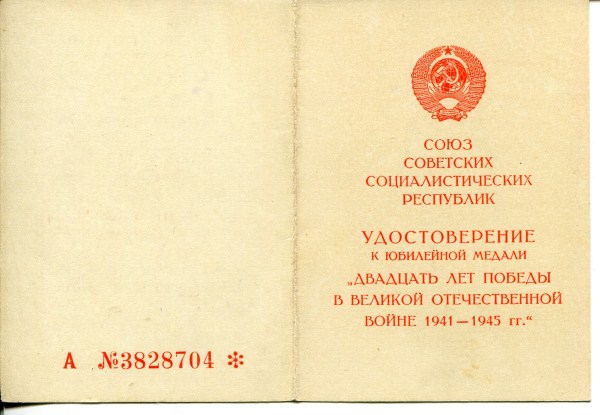 А №3828704 *
СОЮЗ
СОВЕТСКИХ
СОЦИАЛИСТИЧЕСКИХ
РЕСПУБЛИК
УДОСТОВЕРЕНИЕ
К ЮБИЛЕЙНОЙ МЕДАЛИ
„ДВАДЦАТЬ ЛЕТ ПОБЕДЫ
В ВЕЛИКОЙ ОТЕЧЕСТВЕННОЙ
ВОЙНЕ 1941—1945 гг.“